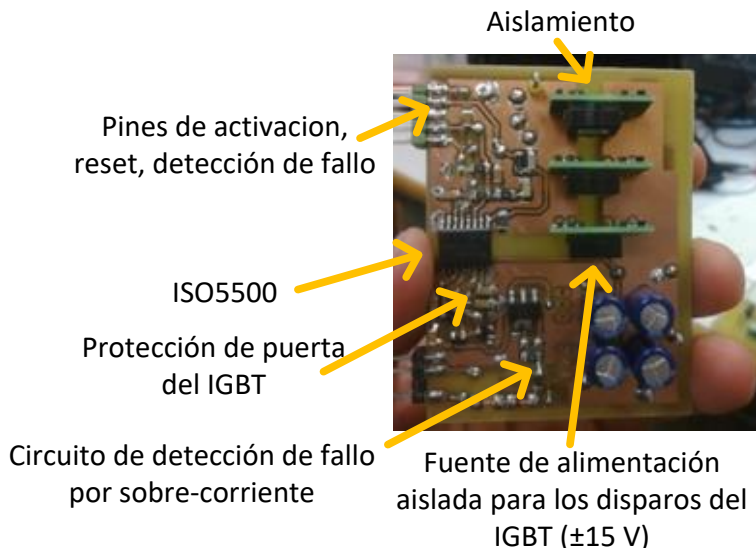 Aislamiento
Pines de activacion,
reset, detección de fallo
ISO5500
Protección de puerta
del IGBT
Circuito de detección de fallo
por sobre-corriente
Fuente de alimentación
aislada para los disparos del
IGBT (±15 V)